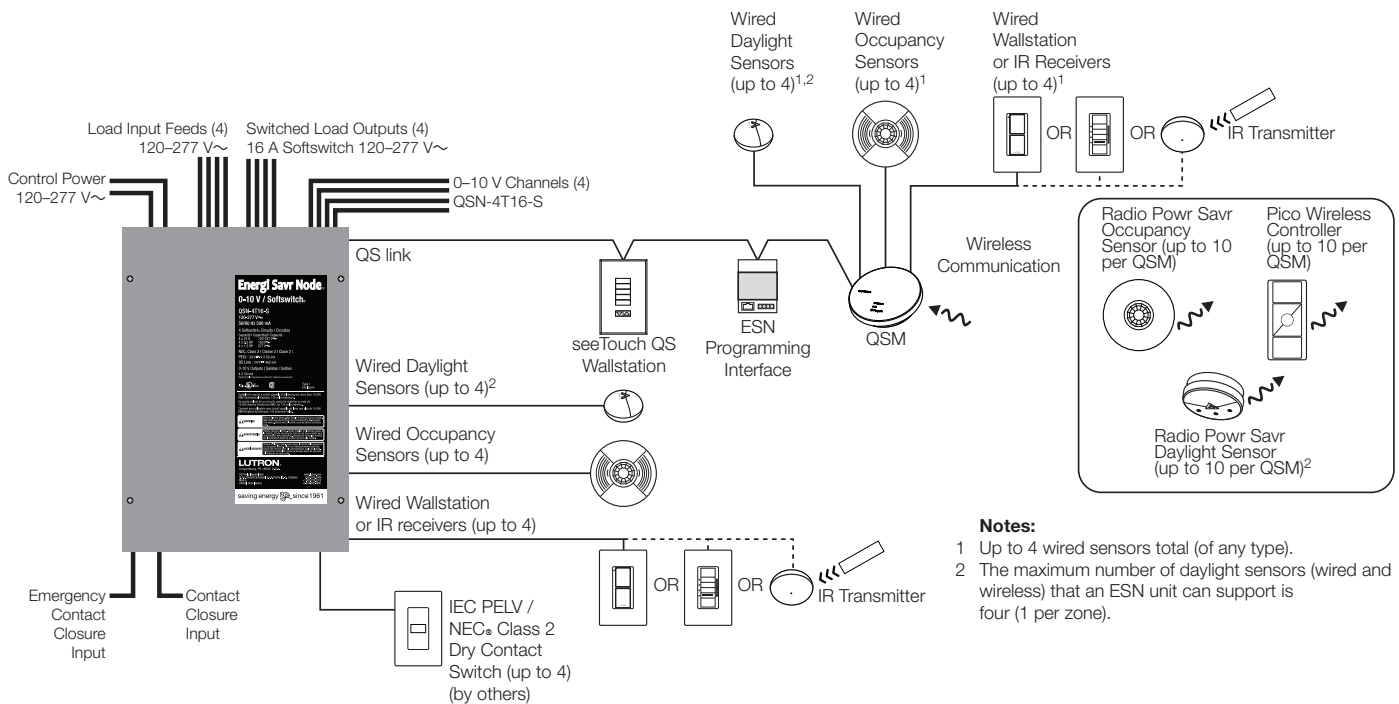 Wired
Daylight
Sensors
(up to 4)1,2
Wired
Occupancy
Sensors
(up to 4)1
Wired
Wallstation
or IR Receivers
(up to 4)1
OR
OR
IR Transmitter
Load Input Feeds (4)
120–277 V~
Switched Load Outputs (4)
16 A Softswitch 120–277 V~
Control Power
120–277 V~
0–10 V Channels (4)
QSN-4T16-S
QS link
seeTouch QS
Wallstation
ESN
Programming
Interface
QSM
Wireless
Communication
Radio Powr Savr
Occupancy
Sensor (up to 10
per QSM)
Pico Wireless
Controller
(up to 10 per
QSM)
Radio Powr Savr
Daylight Sensor
(up to 10 per QSM)2
Energi Savr Node
0-10 V / Softswitch®
QSN-4T16-S
120-277 V~
LUTRON
saving energy since 1961
Wired Daylight
Sensors (up to 4)2
Wired Occupancy
Sensors (up to 4)
Wired Wallstation
or IR receivers (up to 4)
OR
OR
IR Transmitter
Emergency
Contact
Closure
Input
Contact
Closure
Input
IEC PELV /
NEC® Class 2
Dry Contact
Switch (up to 4)
(by others)
Notes:
1 Up to 4 wired sensors total (of any type).
2 The maximum number of daylight sensors (wired and
wireless) that an ESN unit can support is
four (1 per zone).